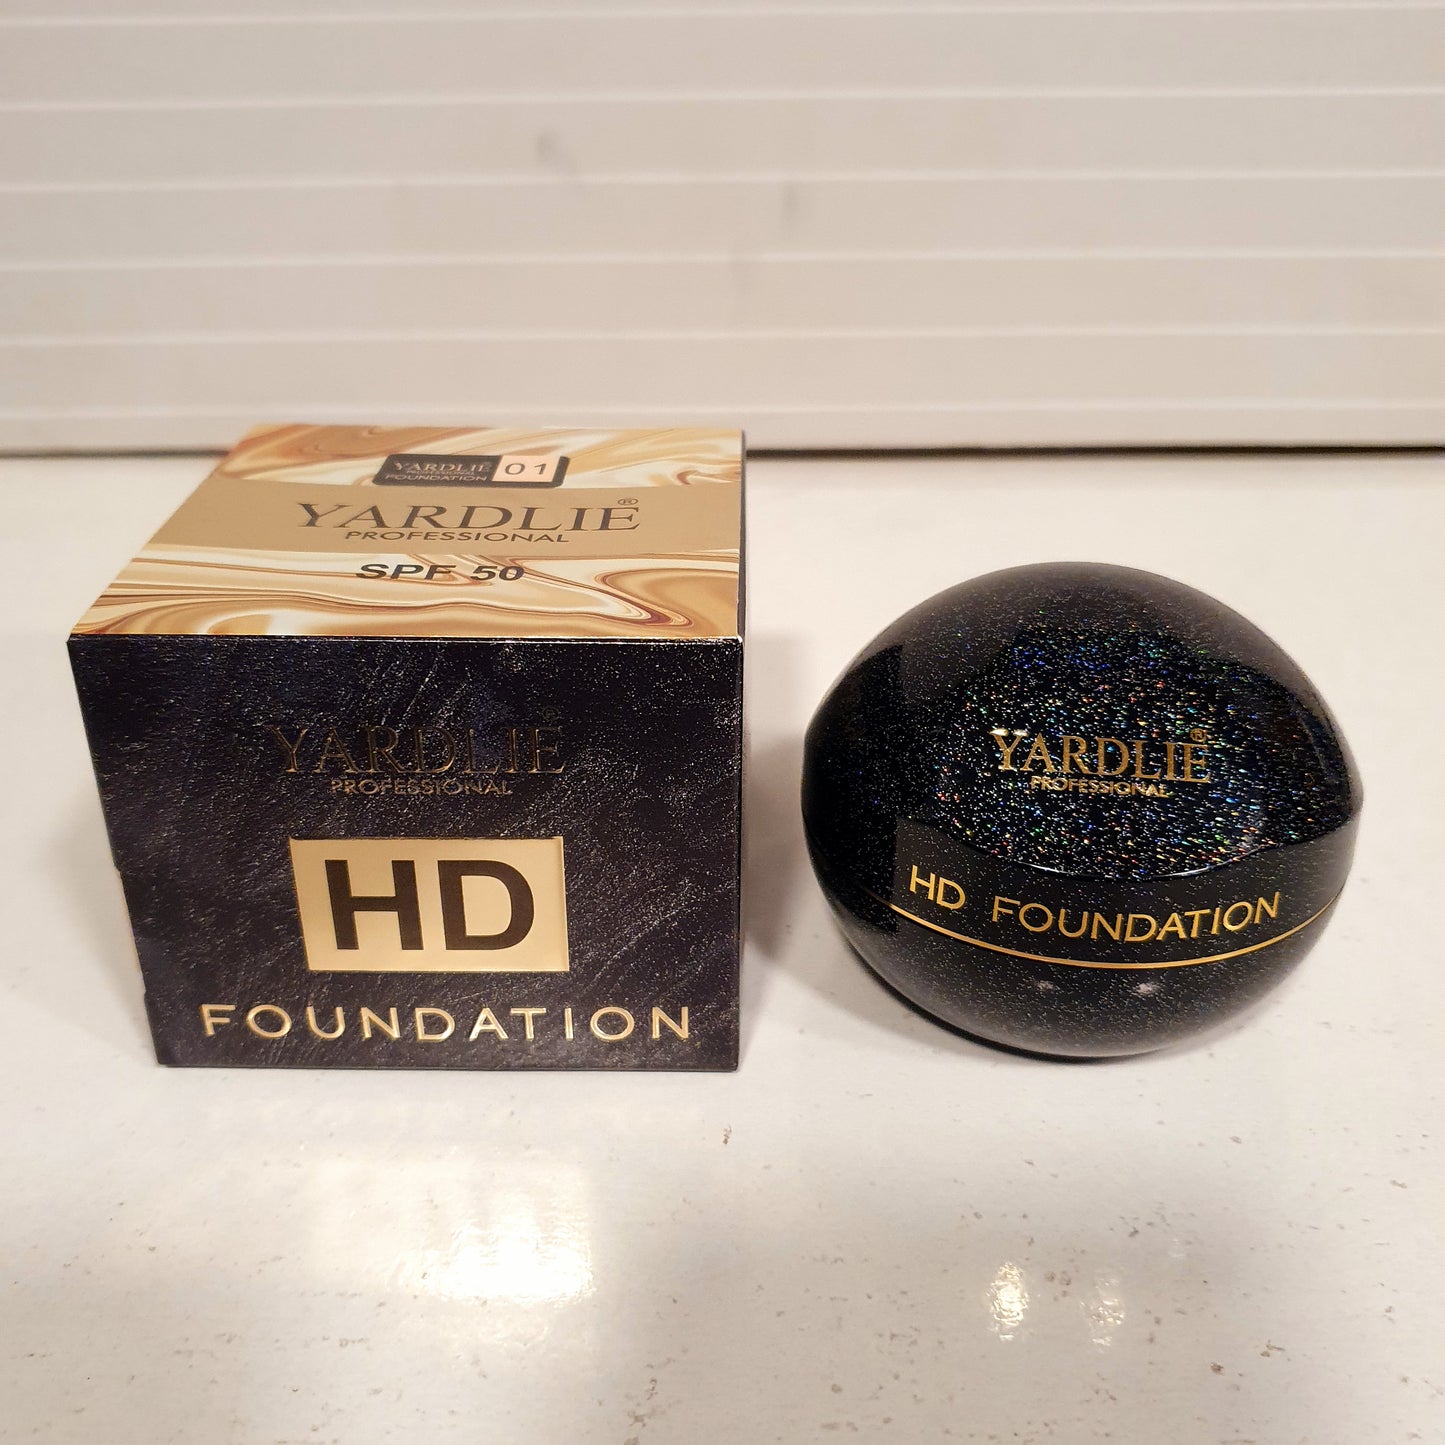 YARDLIE
PROFESSIONAL
FOUNDATION
01
YARDLIE®
PROFESSIONAL
SPF 50
YARDLIE®
PROFESSIONAL
HD
FOUNDATION
YARDLIE®
PROFESSIONAL
HD FOUNDATION